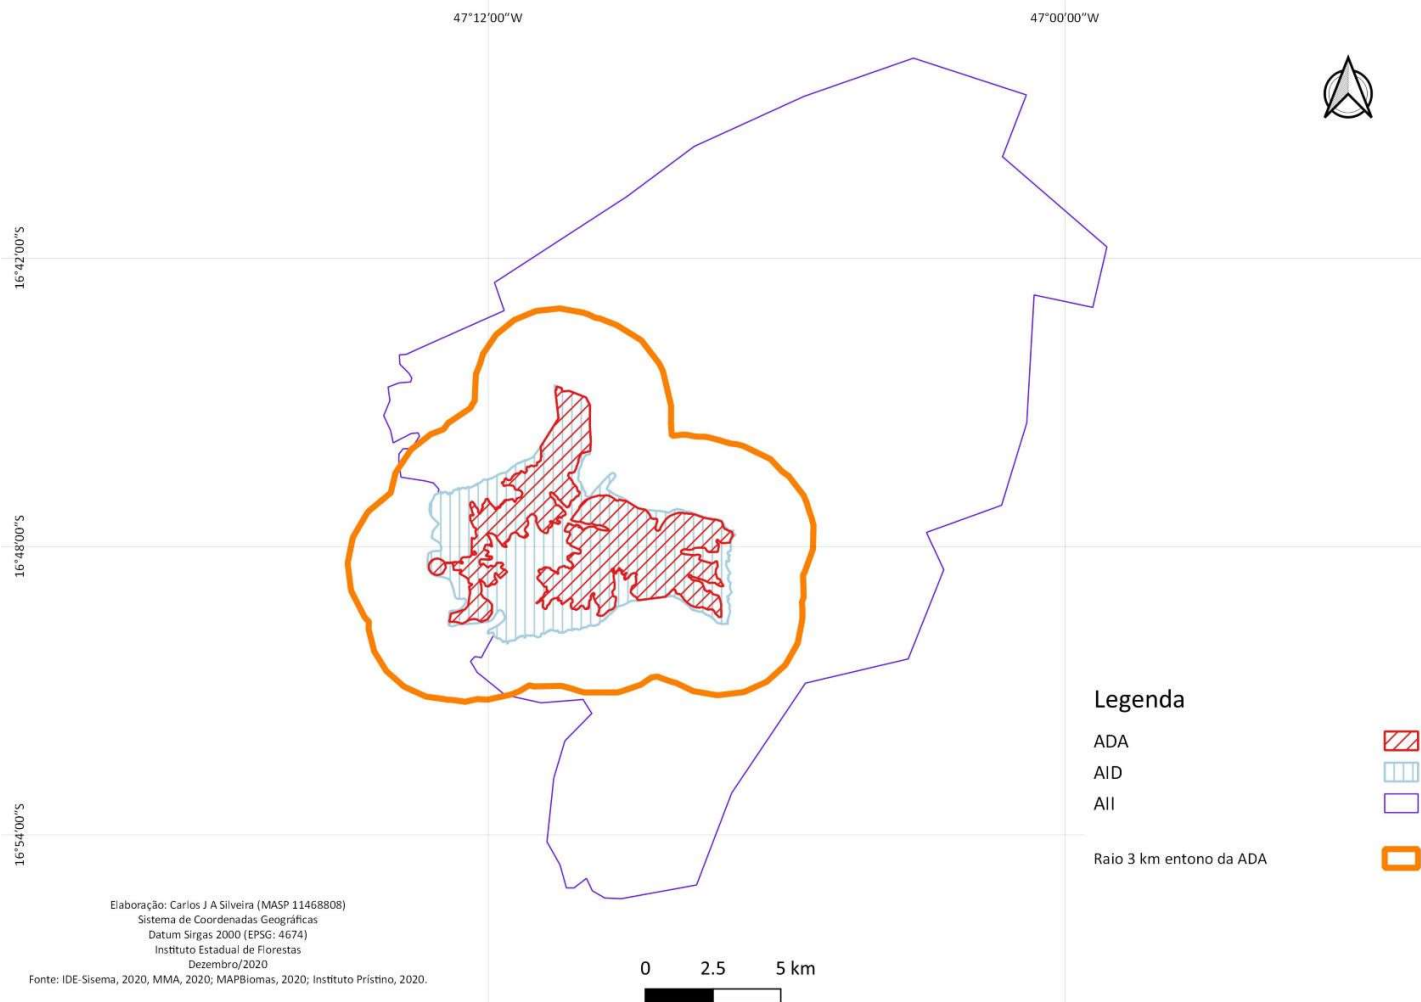 47°12'00"W
47°00'00"W
16°42'00"S
16°48'00"S
16°54'00"S
Legenda
ADA
AID
AII
Raio 3 km entono da ADA
Elaboração: Carlos J A Silveira (MASP 11468808)
Sistema de Coordenadas Geográficas
Datum Sirgas 2000 (EPSG: 4674)
Instituto Estadual de Florestas
Dezembro/2020
Fonte: IDE-Sisema, 2020, MMA, 2020; MAPBiomas, 2020; Instituto Prístino, 2020.
0 2.5 5 km